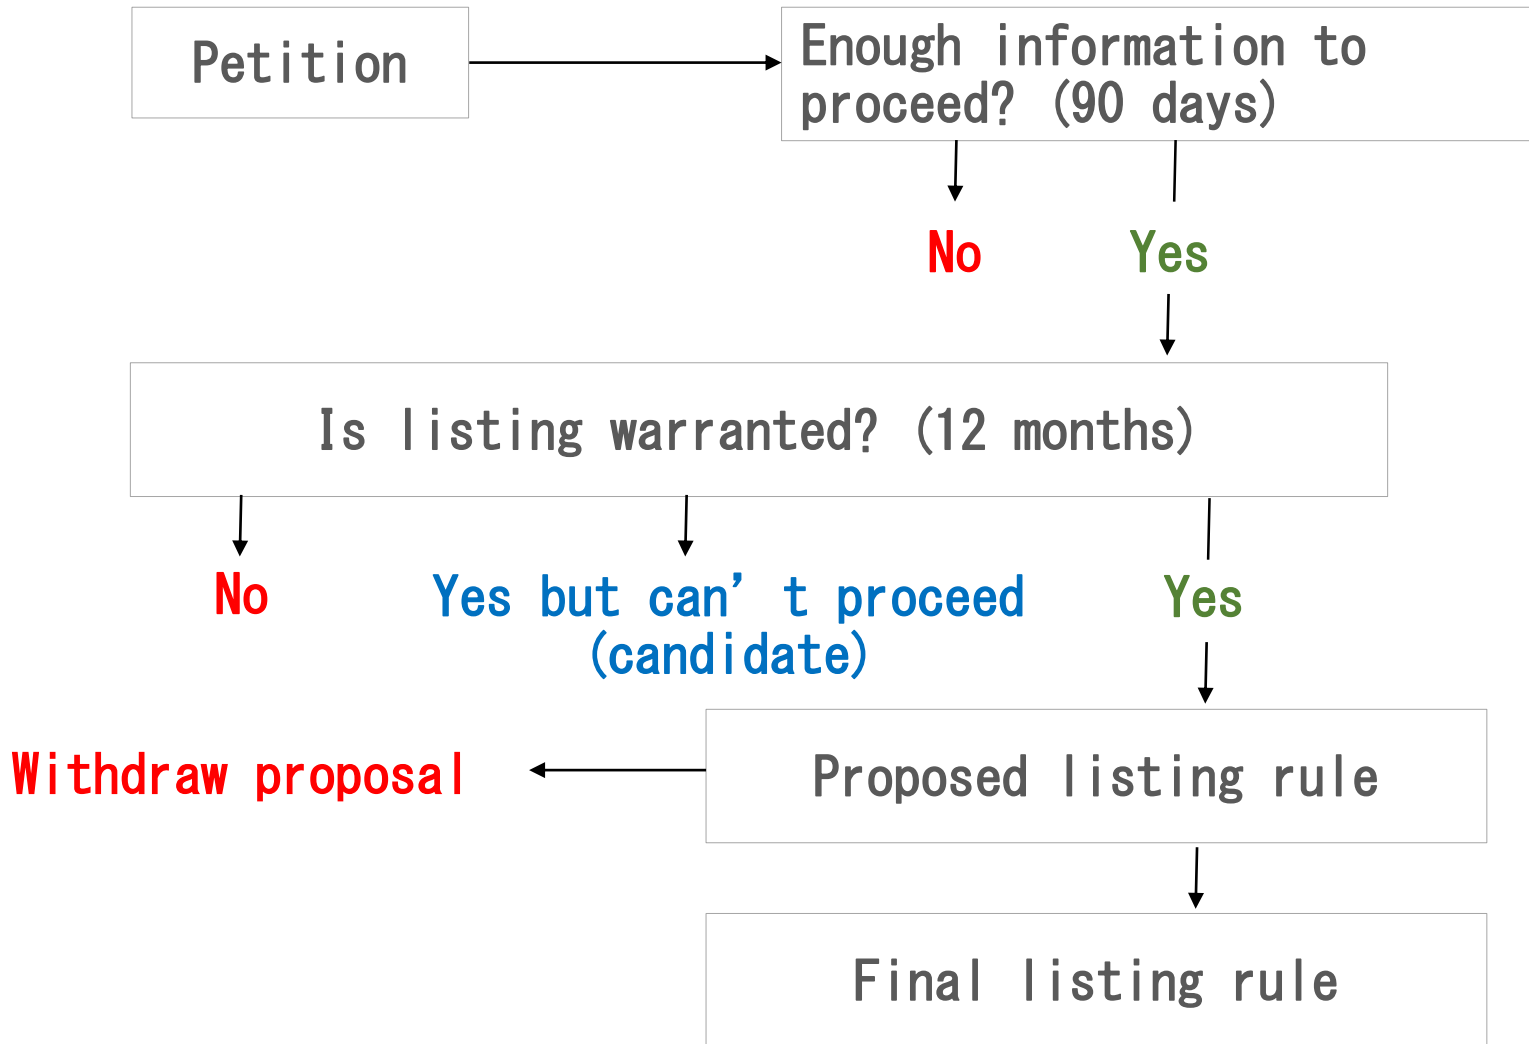 Petition
Enough information to
proceed? (90 days)
No
Yes
Is listing warranted? (12 months)
No
Yes but can’t proceed
(candidate)
Yes
Withdraw proposal
Proposed listing rule
Final listing rule